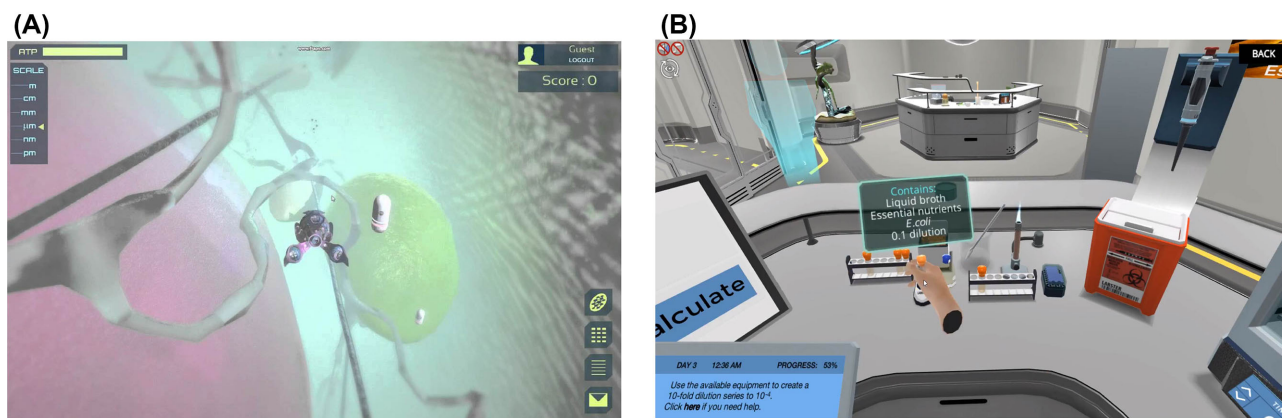 (A)
ATP
SCALE
m
cm
mm
µm
nm
pm
Guest
LOGOUT
Score : 0
(B)
BACK
ES
Contains:
Liquid broth
Essential nutrients
E.coli
0.1 dilution
alculate
LABSTER
DAY 3 12:36 AM PROGRESS: 53%
Use the available equipment to create a
10-fold dilution series to 10⁻⁴.
Click here if you need help.